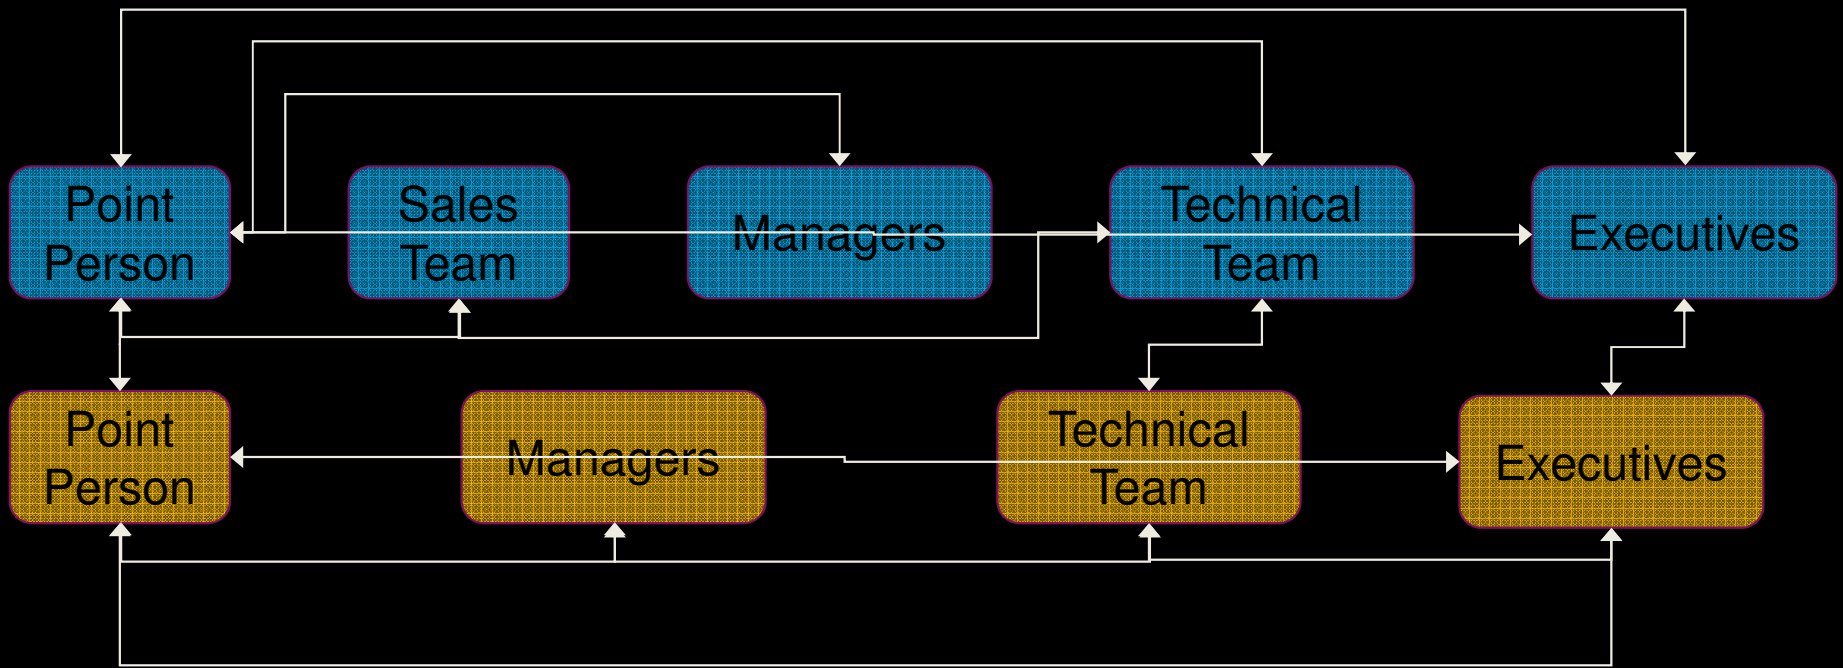 Point
Person
Sales
Team
Managers
Technical
Team
Executives
Point
Person
Managers
Technical
Team
Executives